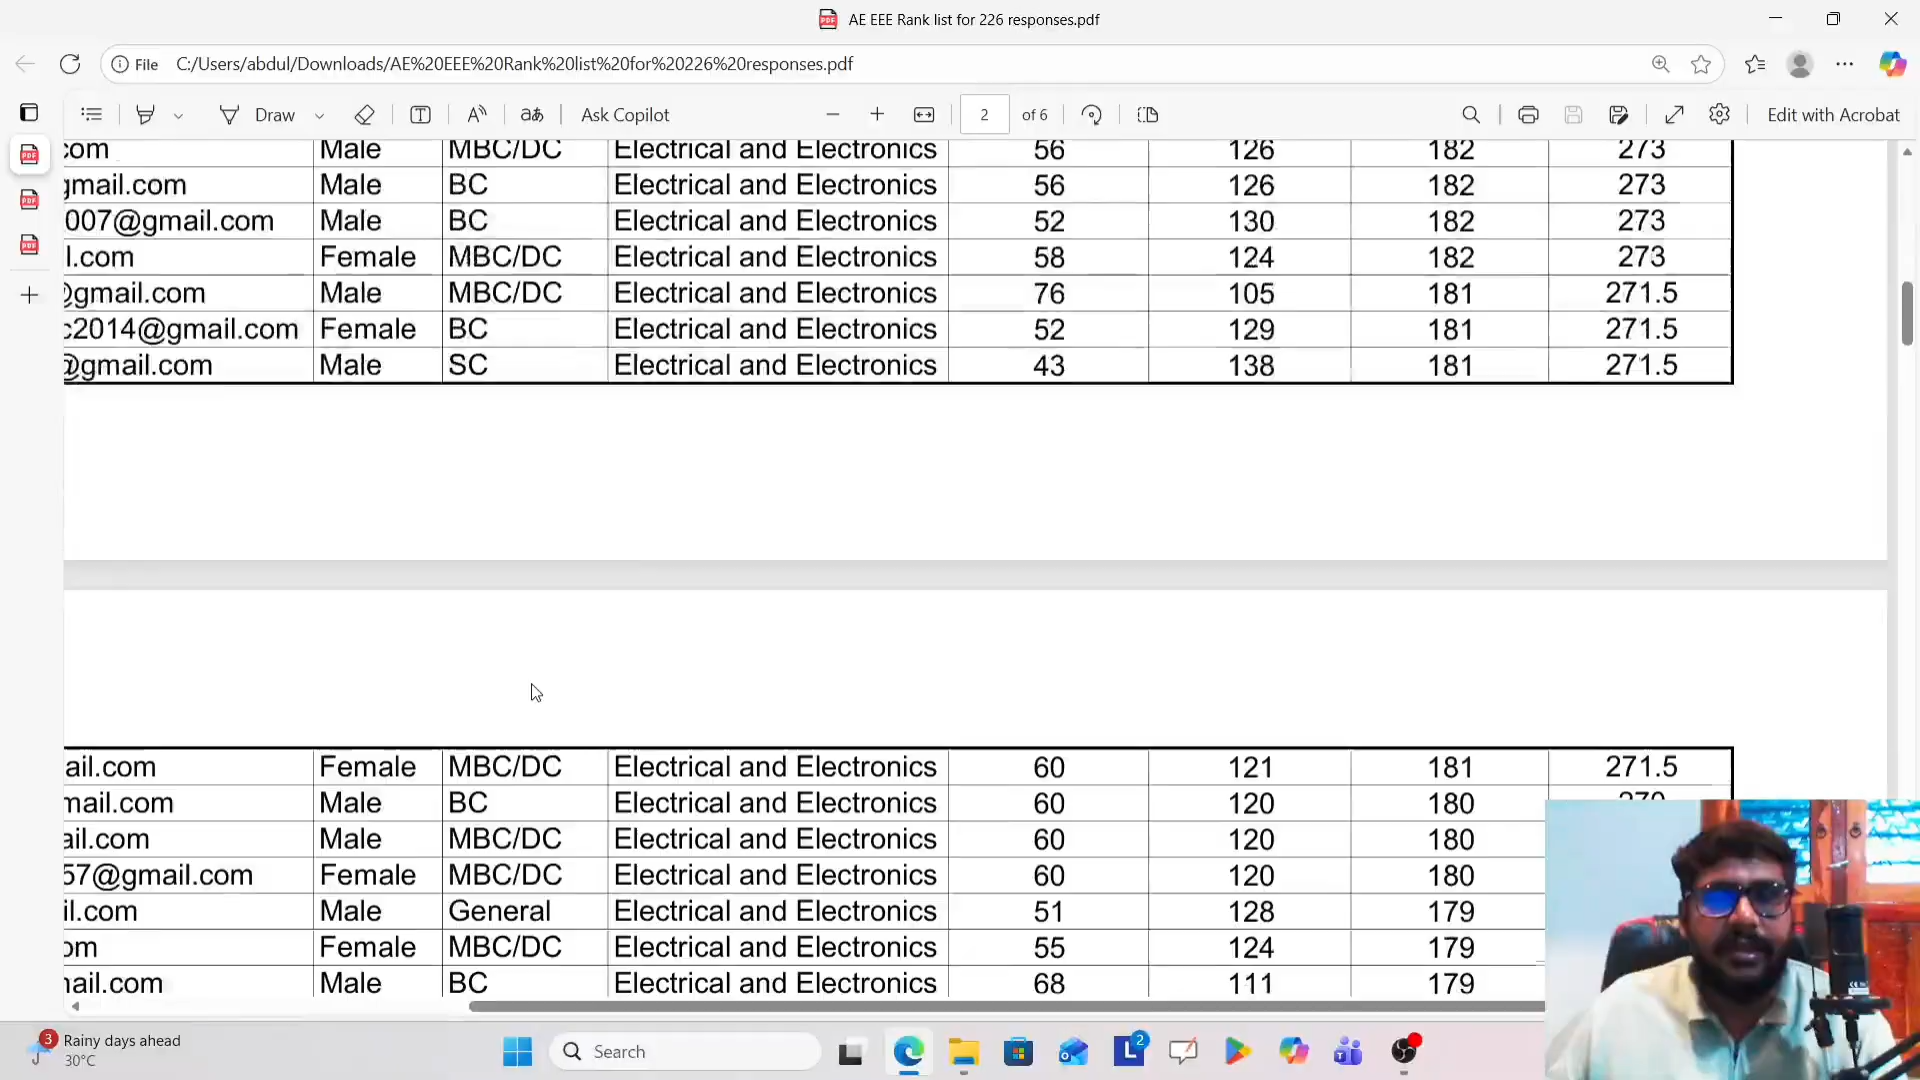 AE EEE Rank list for 226 responses.pdf
File C:/Users/abdul/Downloads/AE%20EEE%20Rank%20list%20for%20226%20responses.pdf
Draw Ask Copilot 2 of 6 Edit with Acrobat
com Male MBC/DC Electrical and Electronics 56 126 182 273
gmail.com Male BC Electrical and Electronics 56 126 182 273
007@gmail.com Male BC Electrical and Electronics 52 130 182 273
l.com Female MBC/DC Electrical and Electronics 58 124 182 273
@gmail.com Male MBC/DC Electrical and Electronics 76 105 181 271.5
c2014@gmail.com Female BC Electrical and Electronics 52 129 181 271.5
@gmail.com Male SC Electrical and Electronics 43 138 181 271.5
ail.com Female MBC/DC Electrical and Electronics 60 121 181 271.5
mail.com Male BC Electrical and Electronics 60 120 180
ail.com Male MBC/DC Electrical and Electronics 60 120 180
57@gmail.com Female MBC/DC Electrical and Electronics 60 120 180
il.com Male General Electrical and Electronics 51 128 179
om Female MBC/DC Electrical and Electronics 55 124 179
nail.com Male BC Electrical and Electronics 68 111 179
3 Rainy days ahead
30°C
Search
2